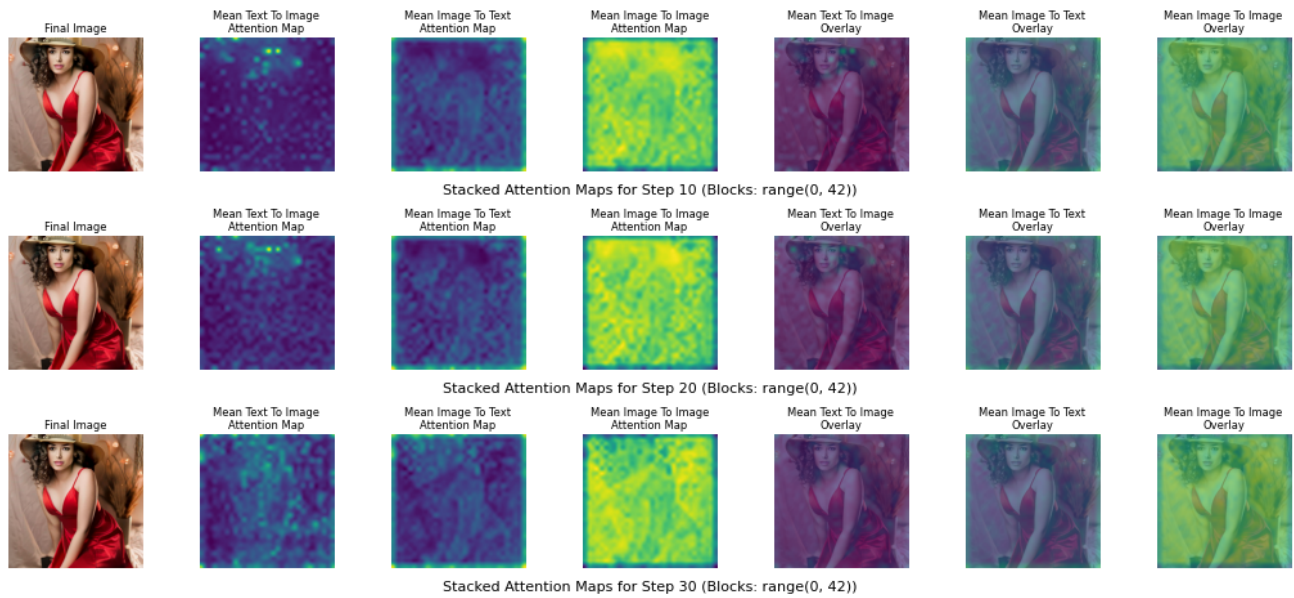 Final Image
Mean Text To Image
Attention Map
Mean Image To Text
Attention Map
Mean Image To Image
Attention Map
Mean Text To Image
Overlay
Mean Image To Text
Overlay
Mean Image To Image
Overlay
Stacked Attention Maps for Step 10 (Blocks: range(0, 42))
Final Image
Mean Text To Image
Attention Map
Mean Image To Text
Attention Map
Mean Image To Image
Attention Map
Mean Text To Image
Overlay
Mean Image To Text
Overlay
Mean Image To Image
Overlay
Stacked Attention Maps for Step 20 (Blocks: range(0, 42))
Final Image
Mean Text To Image
Attention Map
Mean Image To Text
Attention Map
Mean Image To Image
Attention Map
Mean Text To Image
Overlay
Mean Image To Text
Overlay
Mean Image To Image
Overlay
Stacked Attention Maps for Step 30 (Blocks: range(0, 42))